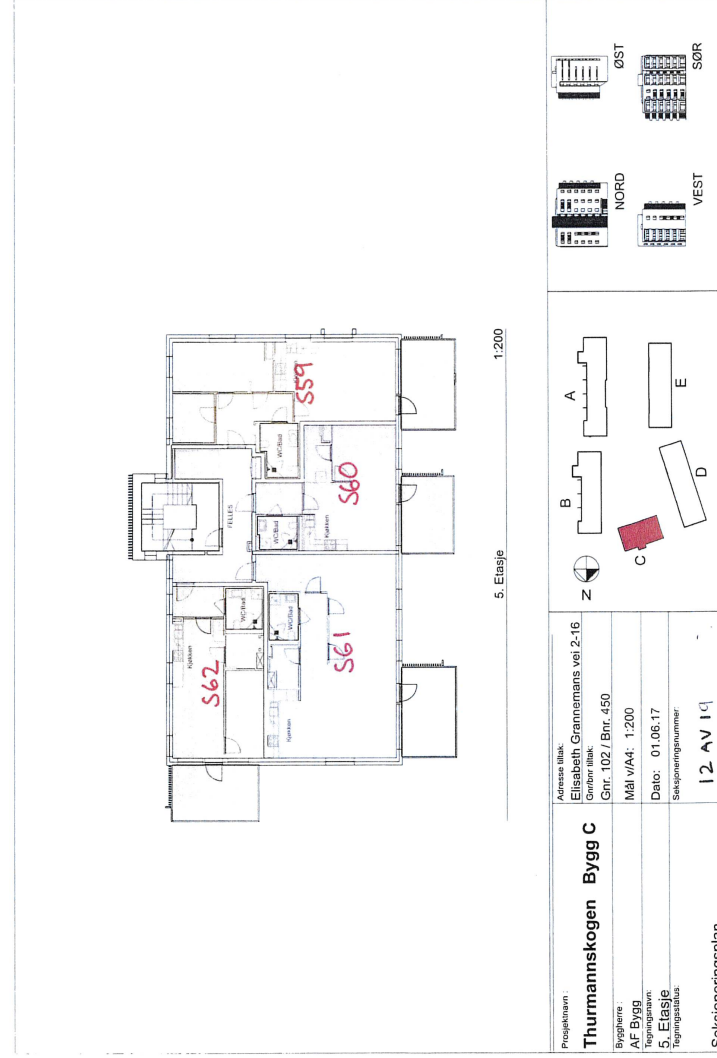 WC/Bad
S59
FELLES
WC/Bad
Kjøkken
S60
Kjøkken
WC/Bad
S62
WC/Bad
Kjøkken
S61
5. Etasje 1:200
Prosjektnavn :
Thurmannskogen Bygg C
Byggherre :
AF Bygg
Tegningsnavn:
5. Etasje
Tegningsstatus:
Seksjoneringsplan
Adresse tiltak:
Elisabeth Grannemans vei 2-16
Gnr/bnr tiltak:
Gnr. 102 / Bnr. 450
Mål v/A4: 1:200
Dato: 01.06.17
Seksjoneringsnummer:
12 AV 19
N
A
B
C
D
E
NORD
ØST
VEST
SØR